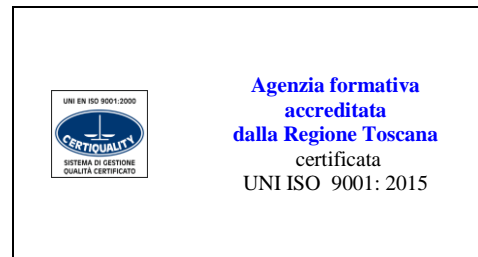 UNI EN ISO 9001:2000
CERTIQUALITY
SISTEMA DI GESTIONE
QUALITÀ CERTIFICATO
Agenzia formativa
accreditata
dalla Regione Toscana
certificata
UNI ISO  9001: 2015